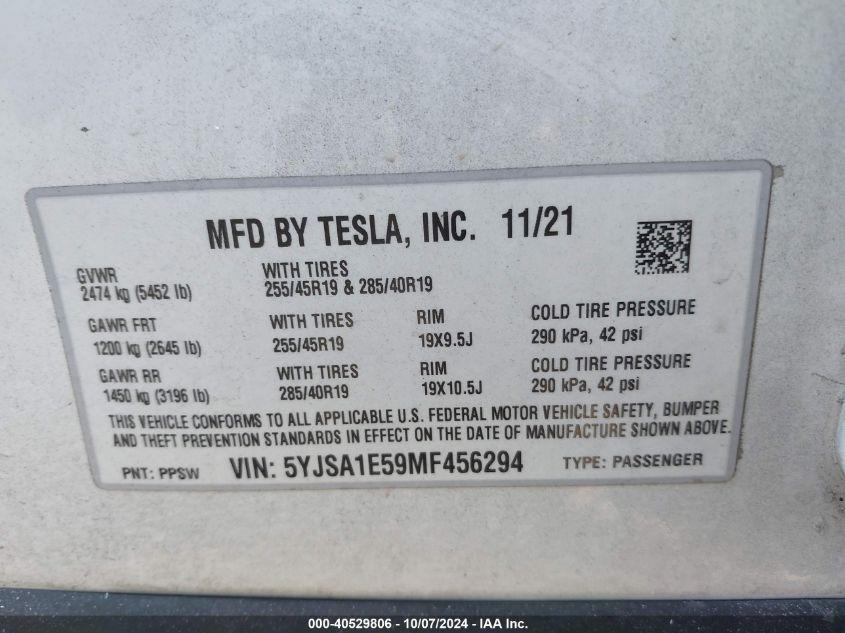 MFD BY TESLA, INC. 11/21
GVWR
2474 kg (5452 lb)
WITH TIRES
255/45R19 & 285/40R19
GAWR FRT
1200 kg (2645 lb)
WITH TIRES
255/45R19
RIM
19X9.5J
COLD TIRE PRESSURE
290 kPa, 42 psi
GAWR RR
1450 kg (3196 lb)
WITH TIRES
285/40R19
RIM
19X10.5J
COLD TIRE PRESSURE
290 kPa, 42 psi
THIS VEHICLE CONFORMS TO ALL APPLICABLE U.S. FEDERAL MOTOR VEHICLE SAFETY, BUMPER
AND THEFT PREVENTION STANDARDS IN EFFECT ON THE DATE OF MANUFACTURE SHOWN ABOVE.
PNT: PPSW VIN: 5YJSA1E59MF456294 TYPE: PASSENGER
000-40529806 - 10/07/2024 - IAA Inc.